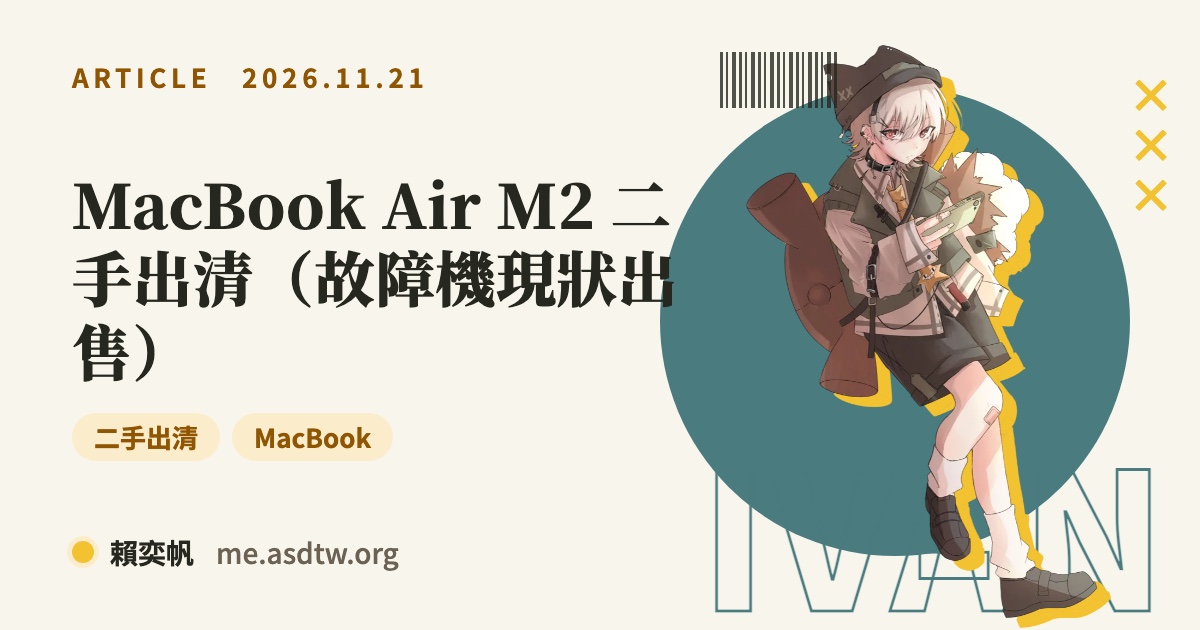 ARTICLE 2026.11.21
MacBook Air M2 二
手出清（故障機現狀出
售）
二手出清 MacBook
賴奕帆 me.asdtw.org
IVAN